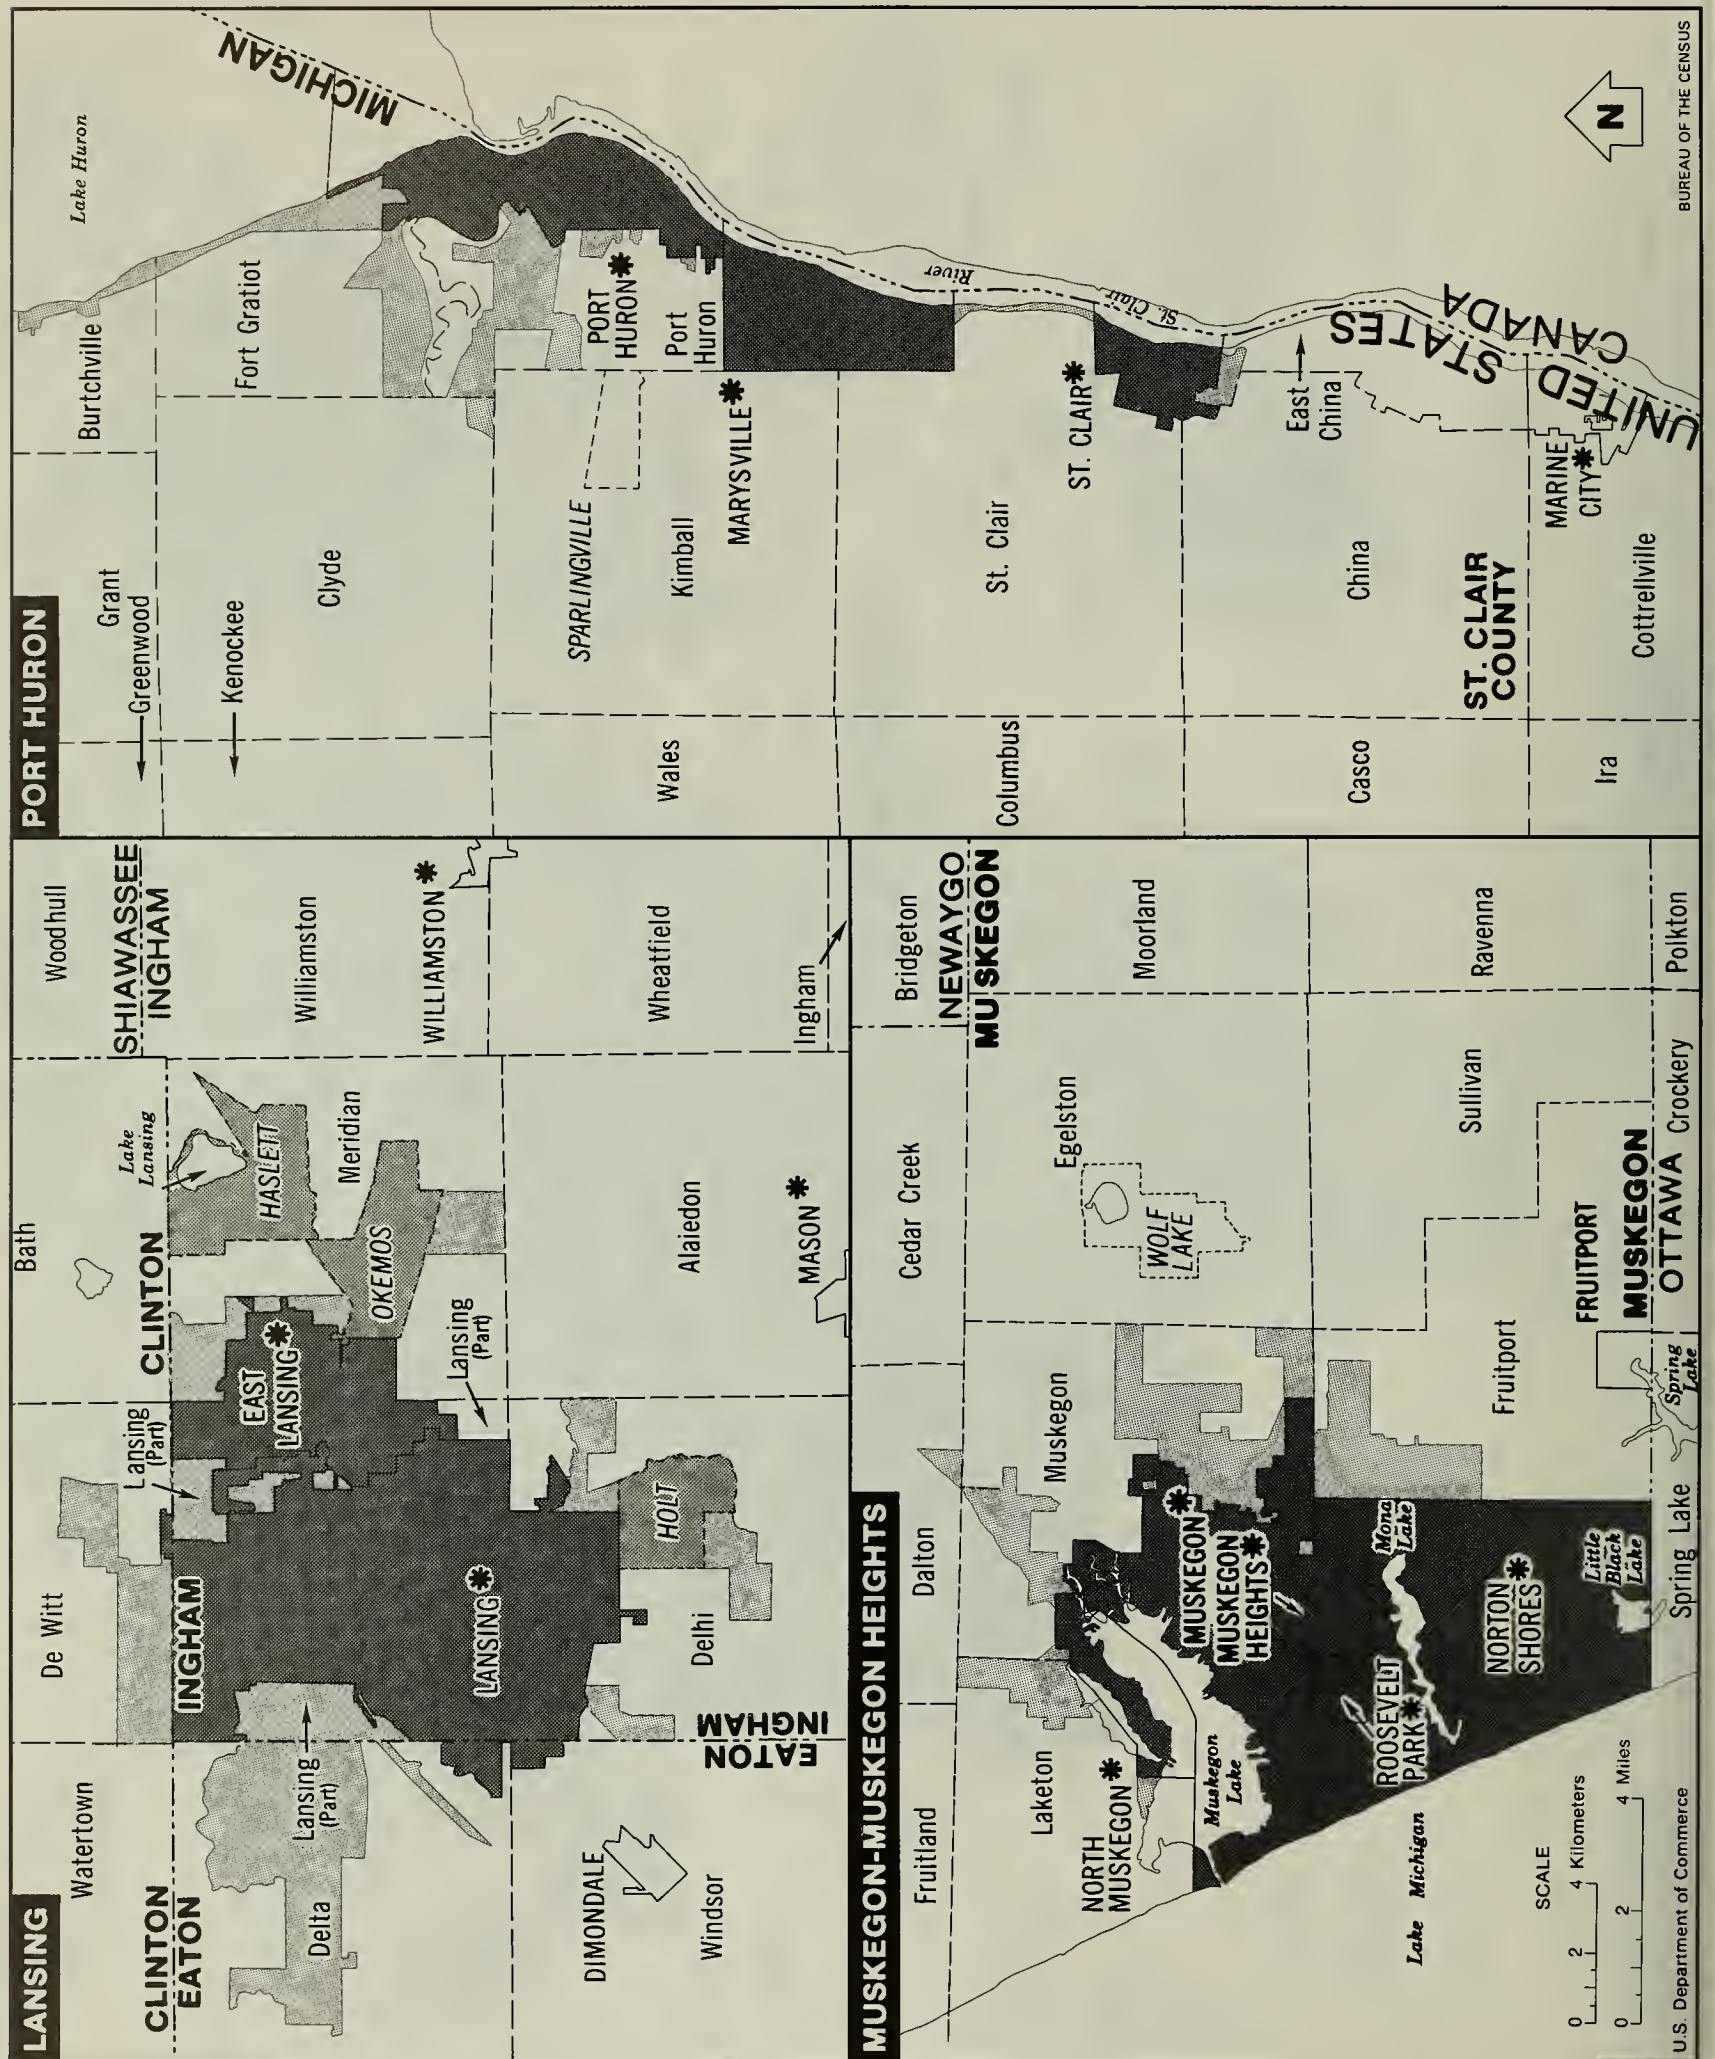 LANSING
Watertown
De Witt
Bath
Woodhull
CLINTON
EATON
INGHAM
CLINTON
SHIAWASSEE
INGHAM
Lansing
(Part)
Lake
Lansing
HASLETT
Meridian
Williamston
WILLIAMSTON
EAST
LANSING
OKEMOS
Delta
Lansing
(Part)
LANSING
Lansing
(Part)
DIMONDALE
Windsor
EATON
INGHAM
Delhi
HOLT
Alaiedon
MASON
Wheatfield
Ingham
PORT HURON
Grant
Greenwood
Kenockee
Burtchville
Lake Huron
MICHIGAN
Clyde
Fort Gratiot
SPARLINGVILLE
PORT
HURON
Port
Huron
Wales
Kimball
MARYSVILLE
Columbus
St. Clair
ST. CLAIR
St. Clair
River
Casco
China
East
China
UNITED STATES
CANADA
ST. CLAIR
COUNTY
MARINE
CITY
Ira
Cottrellville
N
BUREAU OF THE CENSUS
MUSKEGON-MUSKEGON HEIGHTS
Fruitland
Dalton
Cedar Creek
Bridgeton
NEWAYGO
MUSKEGON
Laketon
Muskegon
Egelston
Moorland
NORTH
MUSKEGON
WOLF
LAKE
MUSKEGON
MUSKEGON
HEIGHTS
Muskegon
Lake
ROOSEVELT
PARK
Mona
Lake
Lake Michigan
NORTON
SHORES
Little
Black
Lake
Fruitport
Sullivan
Ravenna
FRUITPORT
MUSKEGON
OTTAWA
Spring
Lake
Spring Lake
Crockery
Polkton
SCALE
0 2 4 Kilometers
0 2 4 Miles
U.S. Department of Commerce